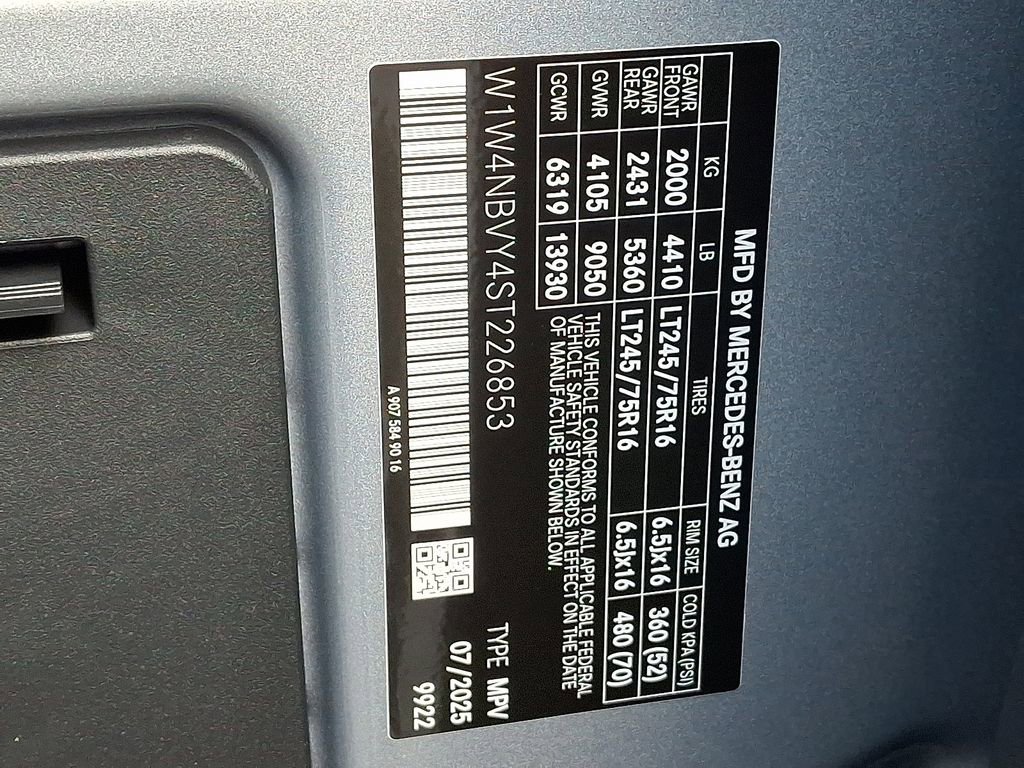 MFD BY MERCEDES-BENZ AG
KG LB TIRES RIM SIZE COLD KPA (PSI)
GAWR FRONT 2000 4410 LT245/75R16 6.5Jx16 360 (52)
GAWR REAR 2431 5360 LT245/75R16 6.5Jx16 480 (70)
GVWR 4105 9050
GCWR 6319 13930
THIS VEHICLE CONFORMS TO ALL APPLICABLE FEDERAL
VEHICLE SAFETY STANDARDS IN EFFECT ON THE DATE
OF MANUFACTURE SHOWN BELOW.
W1W4NBVY4ST226853
TYPE MPV
07/2025
9922
A 907 584 90 16